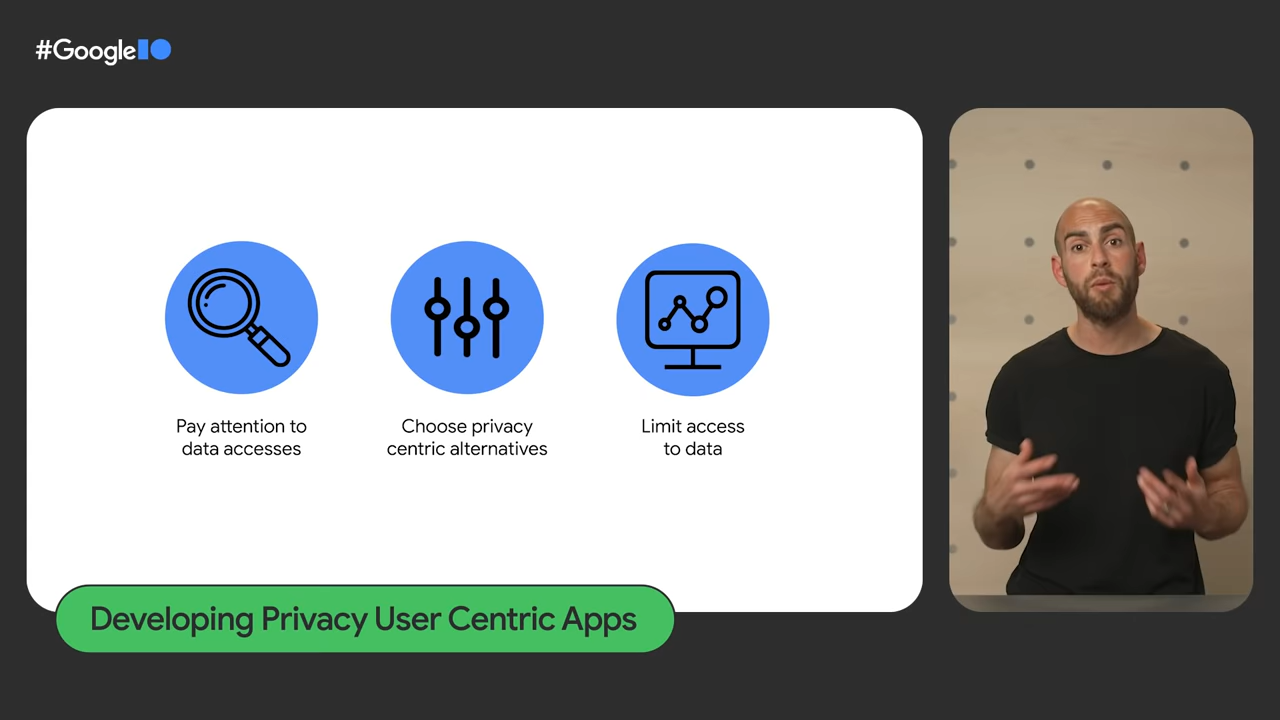 #GoogleIO
Pay attention to
data accesses
Choose privacy
centric alternatives
Limit access
to data
Developing Privacy User Centric Apps